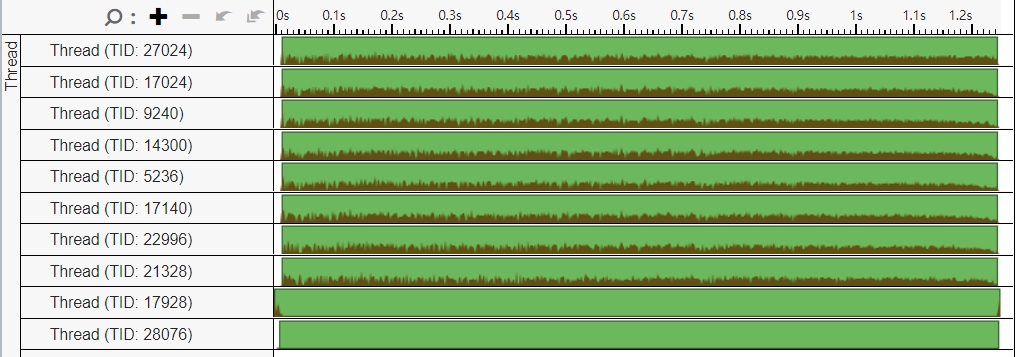 : 0s 0.1s 0.2s 0.3s 0.4s 0.5s 0.6s 0.7s 0.8s 0.9s 1s 1.1s 1.2s
Thread
Thread (TID: 27024)
Thread (TID: 17024)
Thread (TID: 9240)
Thread (TID: 14300)
Thread (TID: 5236)
Thread (TID: 17140)
Thread (TID: 22996)
Thread (TID: 21328)
Thread (TID: 17928)
Thread (TID: 28076)